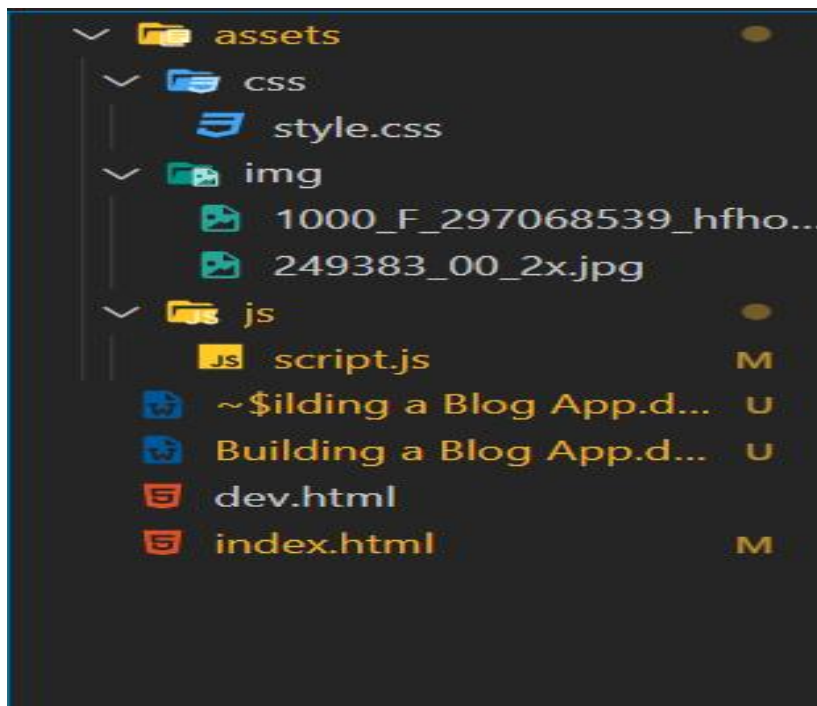 assets
css
style.css
img
1000_F_297068539_hfho...
249383_00_2x.jpg
js
JS script.js M
~$ilding a Blog App.d... U
Building a Blog App.d... U
dev.html
index.html M